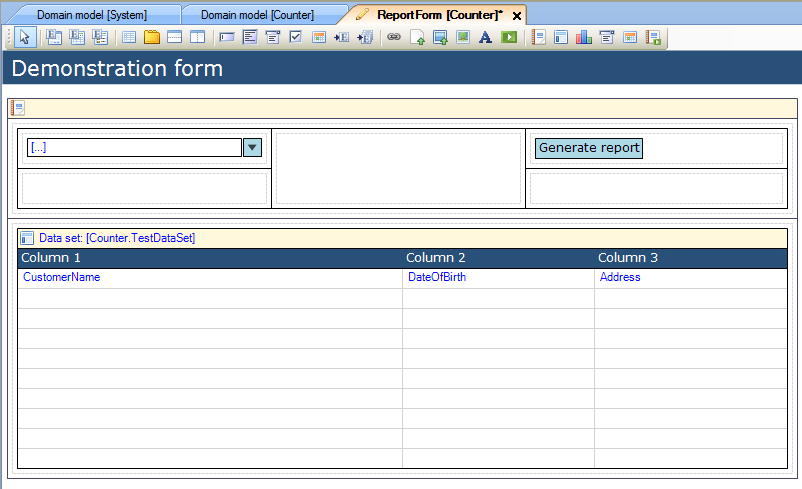 Domain model [System]
Domain model [Counter]
ReportForm [Counter]*
Demonstration form
[...]
Generate report
Data set: [Counter.TestDataSet]
Column 1
Column 2
Column 3
CustomerName
DateOfBirth
Address